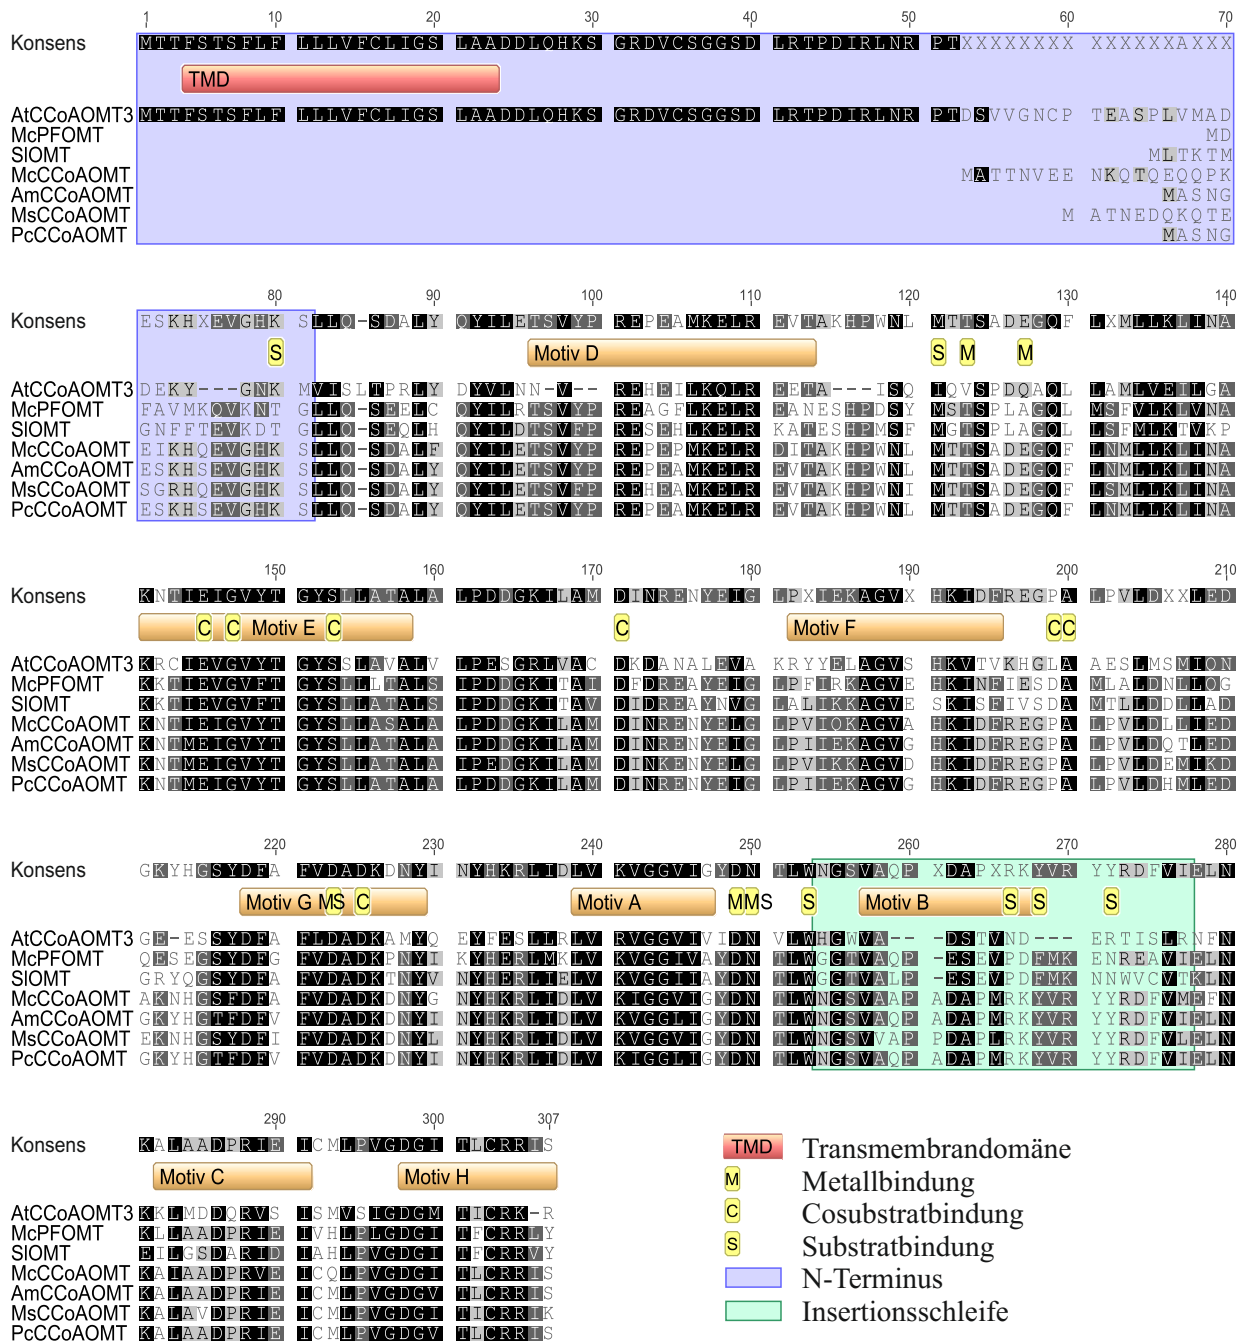 1 10 20 30 40 50 60 70
Konsens MTTFSTSFLF LLLVFCLIGS LAADDLQHKS GRDVCSGGSD LRTPDIRLNR PTXXXXXXXX XXXXXXAXXX
TMD
AtCCoAOMT3 MTTFSTSFLF LLLVFCLIGS LAADDLQHKS GRDVCSGGSD LRTPDIRLNR PTDSVVGNCP TEASPLVMAD
McPFOMT MD
SlOMT MLTKTM
McCCoAOMT MATTNVEE NKQTQEQQPK
AmCCoAOMT MASNG
MsCCoAOMT M ATNEDQKQTE
PcCCoAOMT MASNG
80 90 100 110 120 130 140
Konsens ESKHXEVGHK SLLQ-SDALY QYILETSVYP REPEAMKELR EVTAKHPWNL MTTSADEGQF LXMLLKLINA
S Motiv D S M M
AtCCoAOMT3 DEKY---GNK MVISLTPRLY DYVLNN-V-- REHEILKQLR EETA---ISQ IQVSPDQAQL LAMLVEILGA
McPFOMT FAVMKQVKNT GLLQ-SEELC QYILRTSVYP REAGFLKELR EANESHPDSY MSTSPLAGQL MSFVLKLVNA
SlOMT GNFFTEVKDT GLLQ-SEQLH QYILDTSVFP RESEHLKELR KATESHPMSF MGTSPLAGQL LSFMLKTVKP
McCCoAOMT EIKHQEVGHK SLLQ-SDALF QYILETSVYP REPEPMKELR DITAKHPWNL MTTSADEGQF LNMLLKLINA
AmCCoAOMT ESKHSEVGHK SLLQ-SDALY QYILETSVYP REPEAMKELR EVTAKHPWNL MTTSADEGQF LNMLLKLINA
MsCCoAOMT SGRHQEVGHK SLLQ-SDALY QYILETSVFP REHEAMKELR EVTAKHPWNI MTTSADEGQF LSMLLKLINA
PcCCoAOMT ESKHSEVGHK SLLQ-SDALY QYILETSVYP REPEAMKELR EVTAKHPWNL MTTSADEGQF LNMLLKLINA
150 160 170 180 190 200 210
Konsens KNTIEIGVYT GYSLLATALA LPDDGKILAM DINRENYEIG LPXIEKAGVX HKIDFREGPA LPVLDXXLED
C C Motiv E C C Motiv F C C
AtCCoAOMT3 KRCIEVGVYT GYSSLAVALV LPESGRLVAC DKDANALEVA KRYYELAGVS HKVTVKHGLA AESLMSMIQN
McPFOMT KKTIEVGVFT GYSLLLTALS IPDDGKITAI DFDREAYEIG LPFIRKAGVE HKINFIESDA MLALDNLLQG
SlOMT KKTIEVGVFT GYSLLATALS IPDDGKITAV DIDREAYNVG LALIKKAGVE SKISFIVSDA MTLLDDLLAD
McCCoAOMT KNTIEIGVYT GYSLLASALA LPDDGKILAM DINRENYELG LPVIQKAGVA HKIDFREGPA LPVLDLLIED
AmCCoAOMT KNTMEIGVYT GYSLLATALA LPDDGKILAM DINRENYEIG LPIIEKAGVG HKIDFREGPA LPVLDQTLED
MsCCoAOMT KNTMEIGVYT GYSLLATALA IPEDGKILAM DINKENYELG LPVIKKAGVD HKIDFREGPA LPVLDEMIKD
PcCCoAOMT KNTMEIGVYT GYSLLATALA LPDDGKILAM DINRENYEIG LPIIEKAGVG HKIDFREGPA LPVLDHMLED
220 230 240 250 260 270 280
Konsens GKYHGSYDFA FVDADKDNYI NYHKRLIDLV KVGGVIGYDN TLWNGSVAQP XDAPXRKYVR YYRDFVIELN
Motiv G M S C Motiv A M M S S Motiv B S S S
AtCCoAOMT3 GE-ESSYDFA FLDADKAMYQ EYFESLLRLV RVGGVIVIDN VLWHGWVA-- -DSTVND--- ERTISLRNFN
McPFOMT QESEGSYDFG FVDADKPNYI KYHERLMKLV KVGGIVAYDN TLWGGTVAQP -ESEVPDFMK ENREAVIELN
SlOMT GRYQGSYDFA FVDADKTNYV NYHERLIELV KVGGIIAYDN TLWGGTVALP -ESEVPDFMK NNWVCVTKLN
McCCoAOMT AKNHGSFDFA FVDADKDNYG NYHKRLIDLV KIGGVIGYDN TLWNGSVAAP ADAPMRKYVR YYRDFVMEFN
AmCCoAOMT GKYHGTFDFV FVDADKDNYI NYHKRLIDLV KVGGLIGYDN TLWNGSVAQP ADAPMRKYVR YYRDFVIELN
MsCCoAOMT EKNHGSYDFI FVDADKDNYL NYHKRLIDLV KVGGVIGYDN TLWNGSVVAP PDAPLRKYVR YYRDFVLELN
PcCCoAOMT GKYHGTFDFV FVDADKDNYI NYHKRLIDLV KIGGLIGYDN TLWNGSVAQP PDAPMRKYVR YYRDFVIELN
290 300 307
Konsens KALAADPRIE ICMLPVGDGI TLCRRIS
Motiv C Motiv H
AtCCoAOMT3 KKLMDDQRVS ISMVSIGDGM TICRK-R
McPFOMT KLLAADPRIE IVHLPLGDGI TFCRRLY
SlOMT EILGSDARID IAHLPVGDGI TFCRRVY
McCCoAOMT KAIAADPRVE ICQLPVGDGI TLCRRIS
AmCCoAOMT KALAADPRIE ICMLPVGDGV TLCRRIS
MsCCoAOMT KALAVDPRIE ICMLPVGDGI TICRRIK
PcCCoAOMT KALAADPRIE ICMLPVGDGV TLCRRIS
TMD Transmembrandomäne
M Metallbindung
C Cosubstratbindung
S Substratbindung
N-Terminus
Insertionsschleife